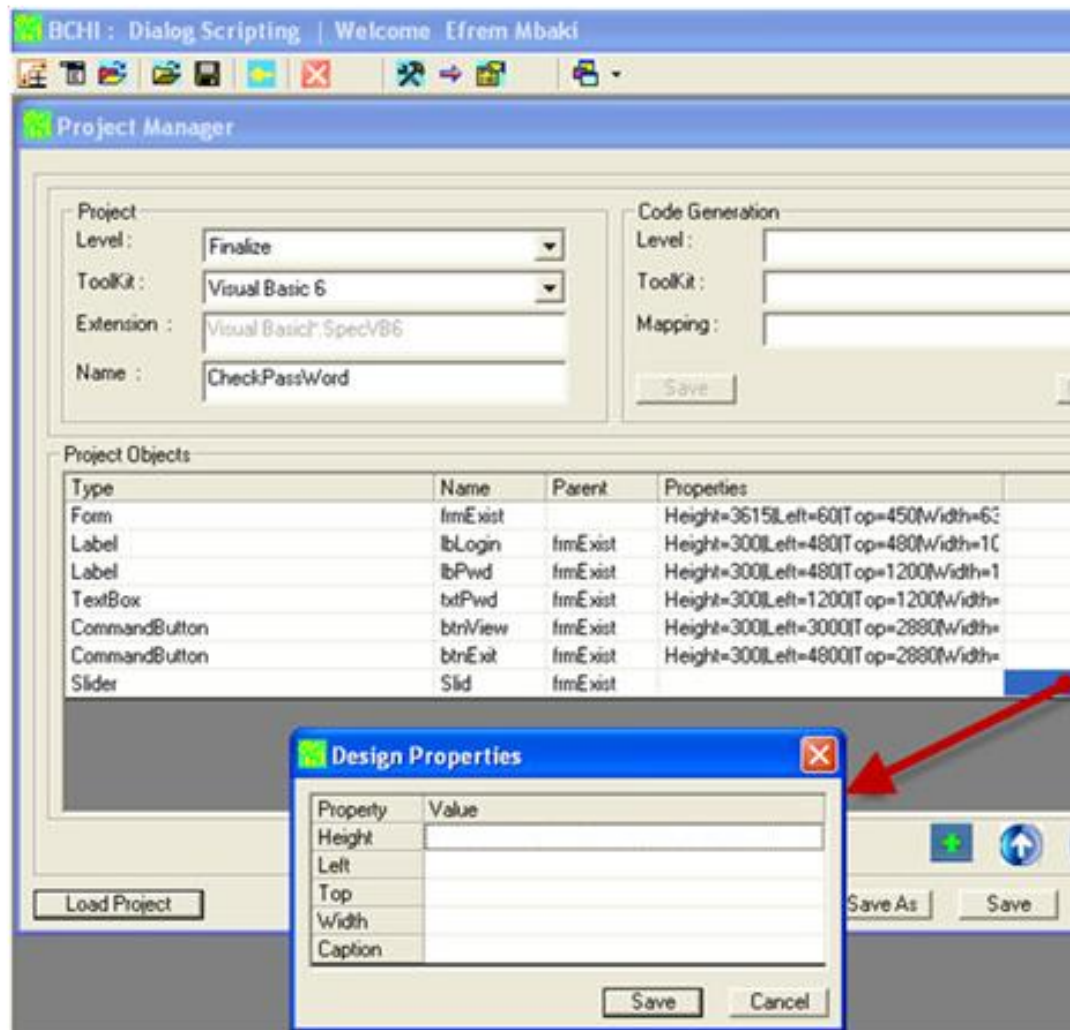 BCHI : Dialog Scripting | Welcome Efrem Mbaki
Project Manager
Project
Level :
Finalize
ToolKit :
Visual Basic 6
Extension :
Visual Basic|*.SpecVB6
Name :
CheckPassWord
Code Generation
Level :
ToolKit :
Mapping :
Save
Project Objects
Type Name Parent Properties
Form frmExist Height=3615|Left=60|Top=450|Width=63
Label lbLogin frmExist Height=300|Left=480|Top=480|Width=10
Label lbPwd frmExist Height=300|Left=480|Top=1200|Width=1
TextBox txtPwd frmExist Height=300|Left=1200|Top=1200|Width=
CommandButton btnView frmExist Height=300|Left=3000|Top=2880|Width=
CommandButton btnExit frmExist Height=300|Left=4800|Top=2880|Width=
Slider Slid frmExist
Design Properties
Property Value
Height
Left
Top
Width
Caption
Save Cancel
Load Project
Save As Save